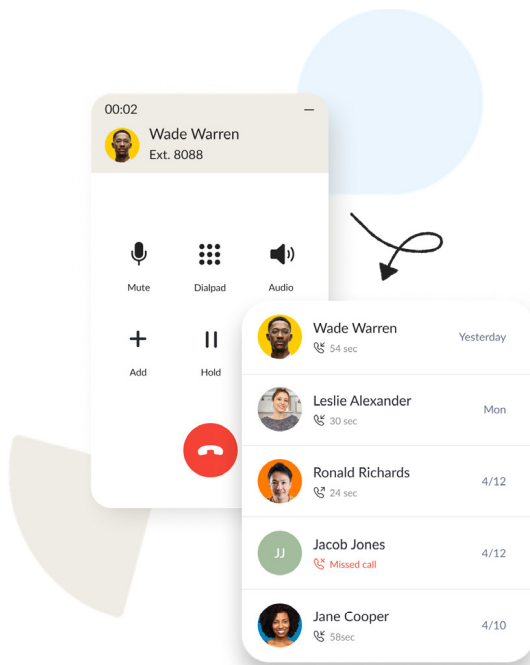 00:02
Wade Warren
Ext. 8088
Mute
Dialpad
Audio
Add
Hold
Wade Warren
54 sec
Yesterday
Leslie Alexander
30 sec
Mon
Ronald Richards
24 sec
4/12
JJ
Jacob Jones
Missed call
4/12
Jane Cooper
58sec
4/10